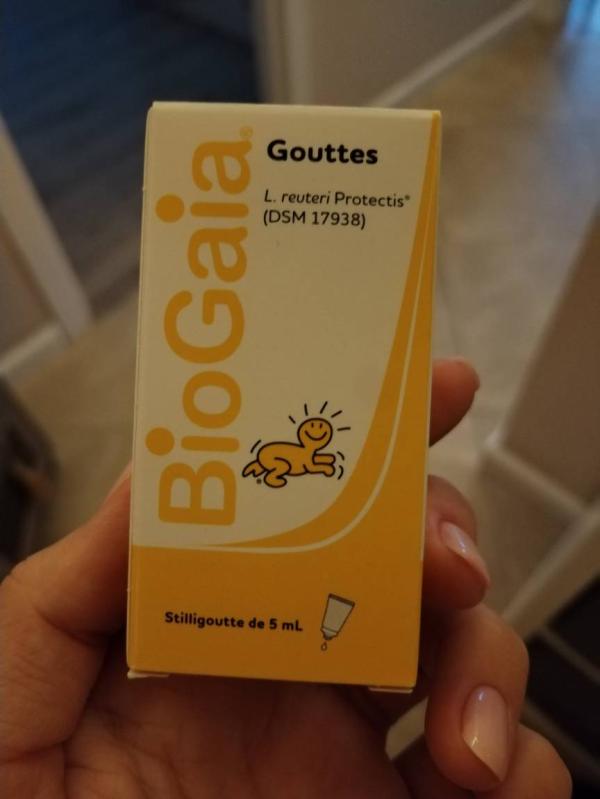 BioGaia®
Gouttes
L. reuteri Protectis®
(DSM 17938)
Stilligoutte de 5 mL